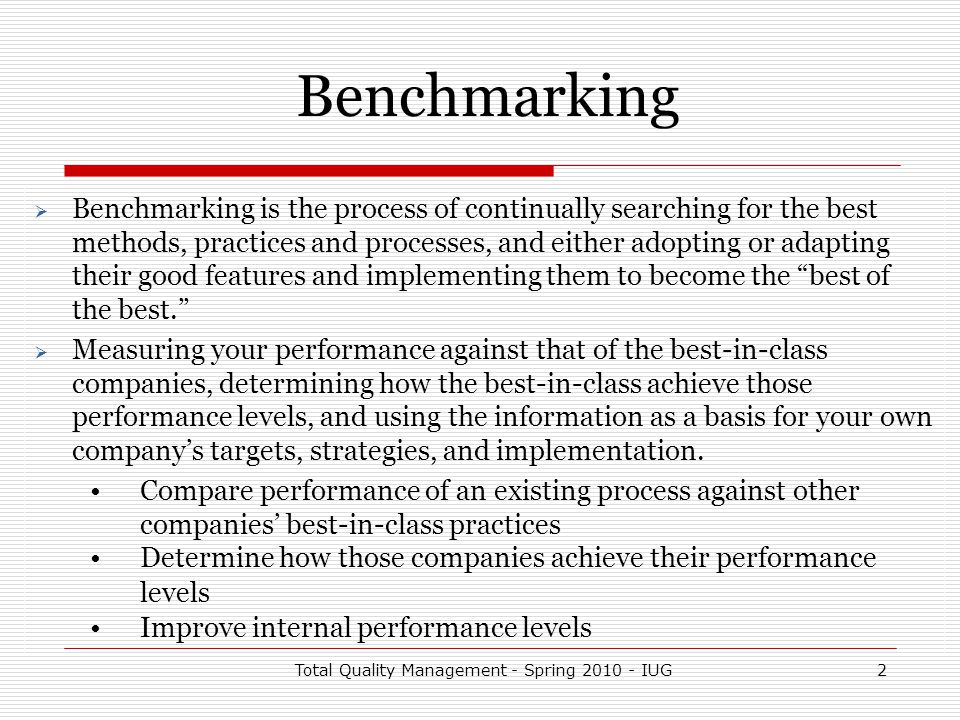 Benchmarking
➢ Benchmarking is the process of continually searching for the best
methods, practices and processes, and either adopting or adapting
their good features and implementing them to become the “best of
the best.”
➢ Measuring your performance against that of the best-in-class
companies, determining how the best-in-class achieve those
performance levels, and using the information as a basis for your own
company’s targets, strategies, and implementation.
• Compare performance of an existing process against other
companies’ best-in-class practices
• Determine how those companies achieve their performance
levels
• Improve internal performance levels
Total Quality Management - Spring 2010 - IUG 2